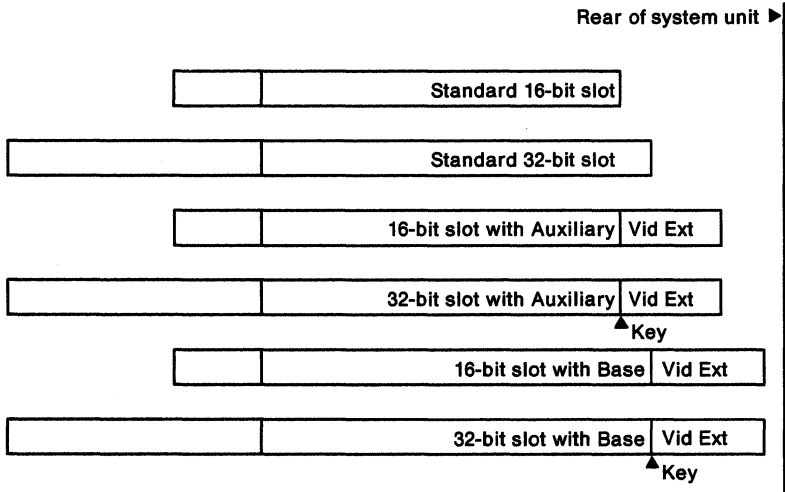 Rear of system unit ▶
Standard 16-bit slot
Standard 32-bit slot
16-bit slot with Auxiliary Vid Ext
32-bit slot with Auxiliary Vid Ext
▲Key
16-bit slot with Base Vid Ext
32-bit slot with Base Vid Ext
▲Key